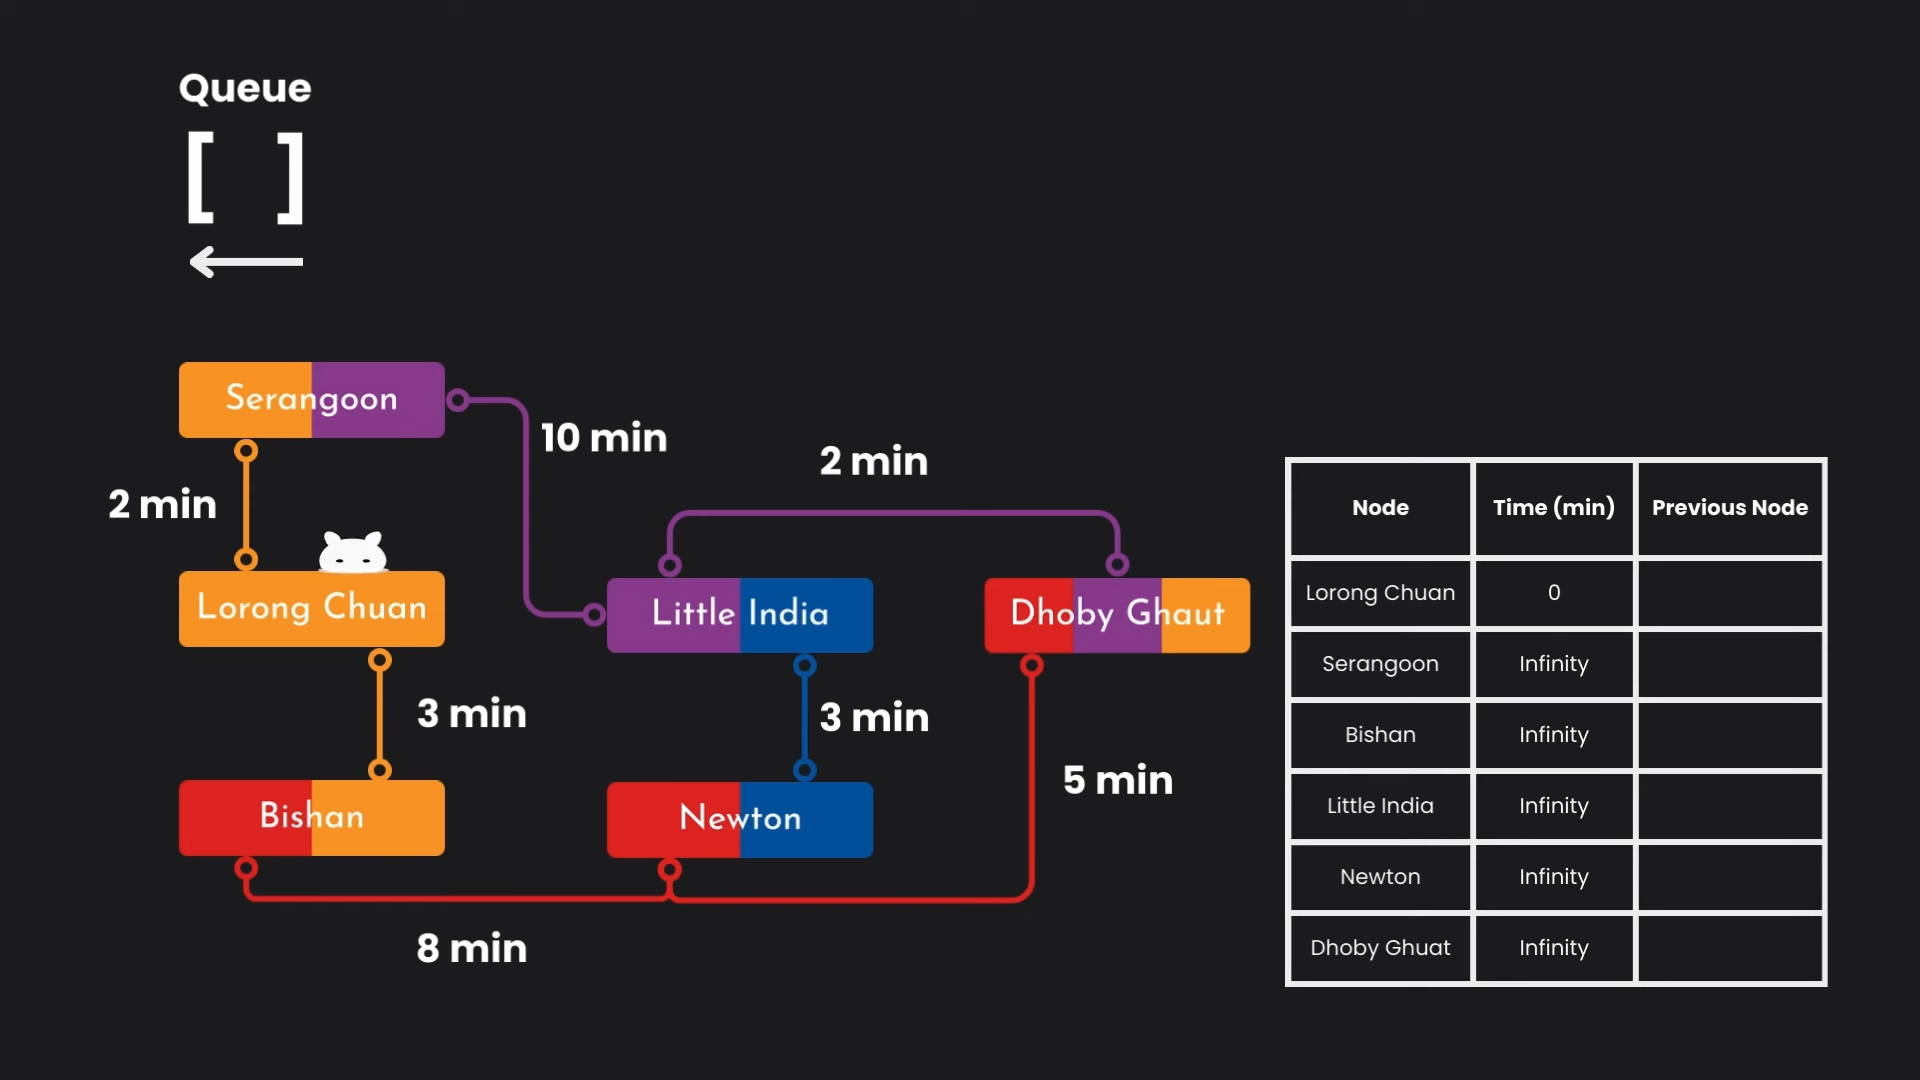 Queue
[ ]
Serangoon
10 min
2 min
2 min
Lorong Chuan
Little India
Dhoby Ghaut
3 min
3 min
5 min
Bishan
Newton
8 min
Node Time (min) Previous Node
Lorong Chuan 0
Serangoon Infinity
Bishan Infinity
Little India Infinity
Newton Infinity
Dhoby Ghuat Infinity